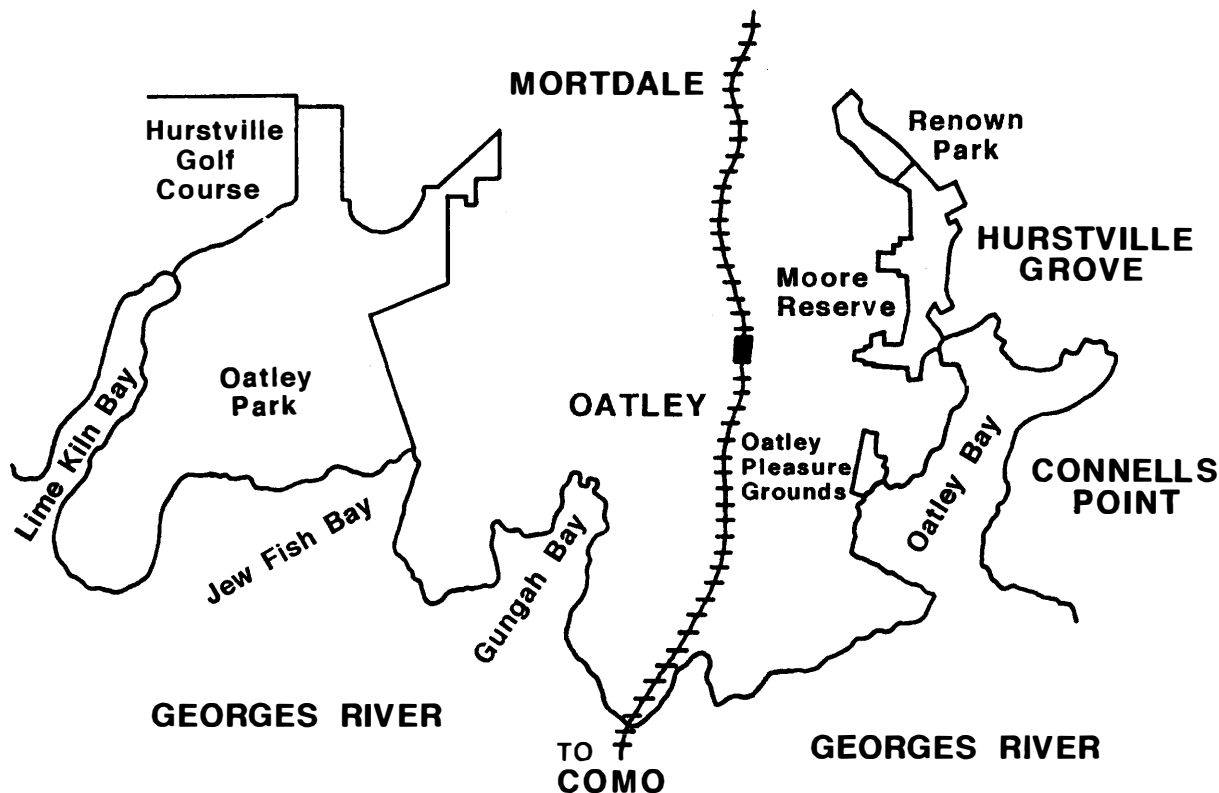 MORTDALE
Hurstville
Golf
Course
Renown
Park
HURSTVILLE
GROVE
Moore
Reserve
Oatley
Park
OATLEY
Lime Kiln Bay
Oatley
Pleasure
Grounds
Oatley Bay
CONNELLS
POINT
Jew Fish Bay
Gungah Bay
GEORGES RIVER
TO
COMO
GEORGES RIVER